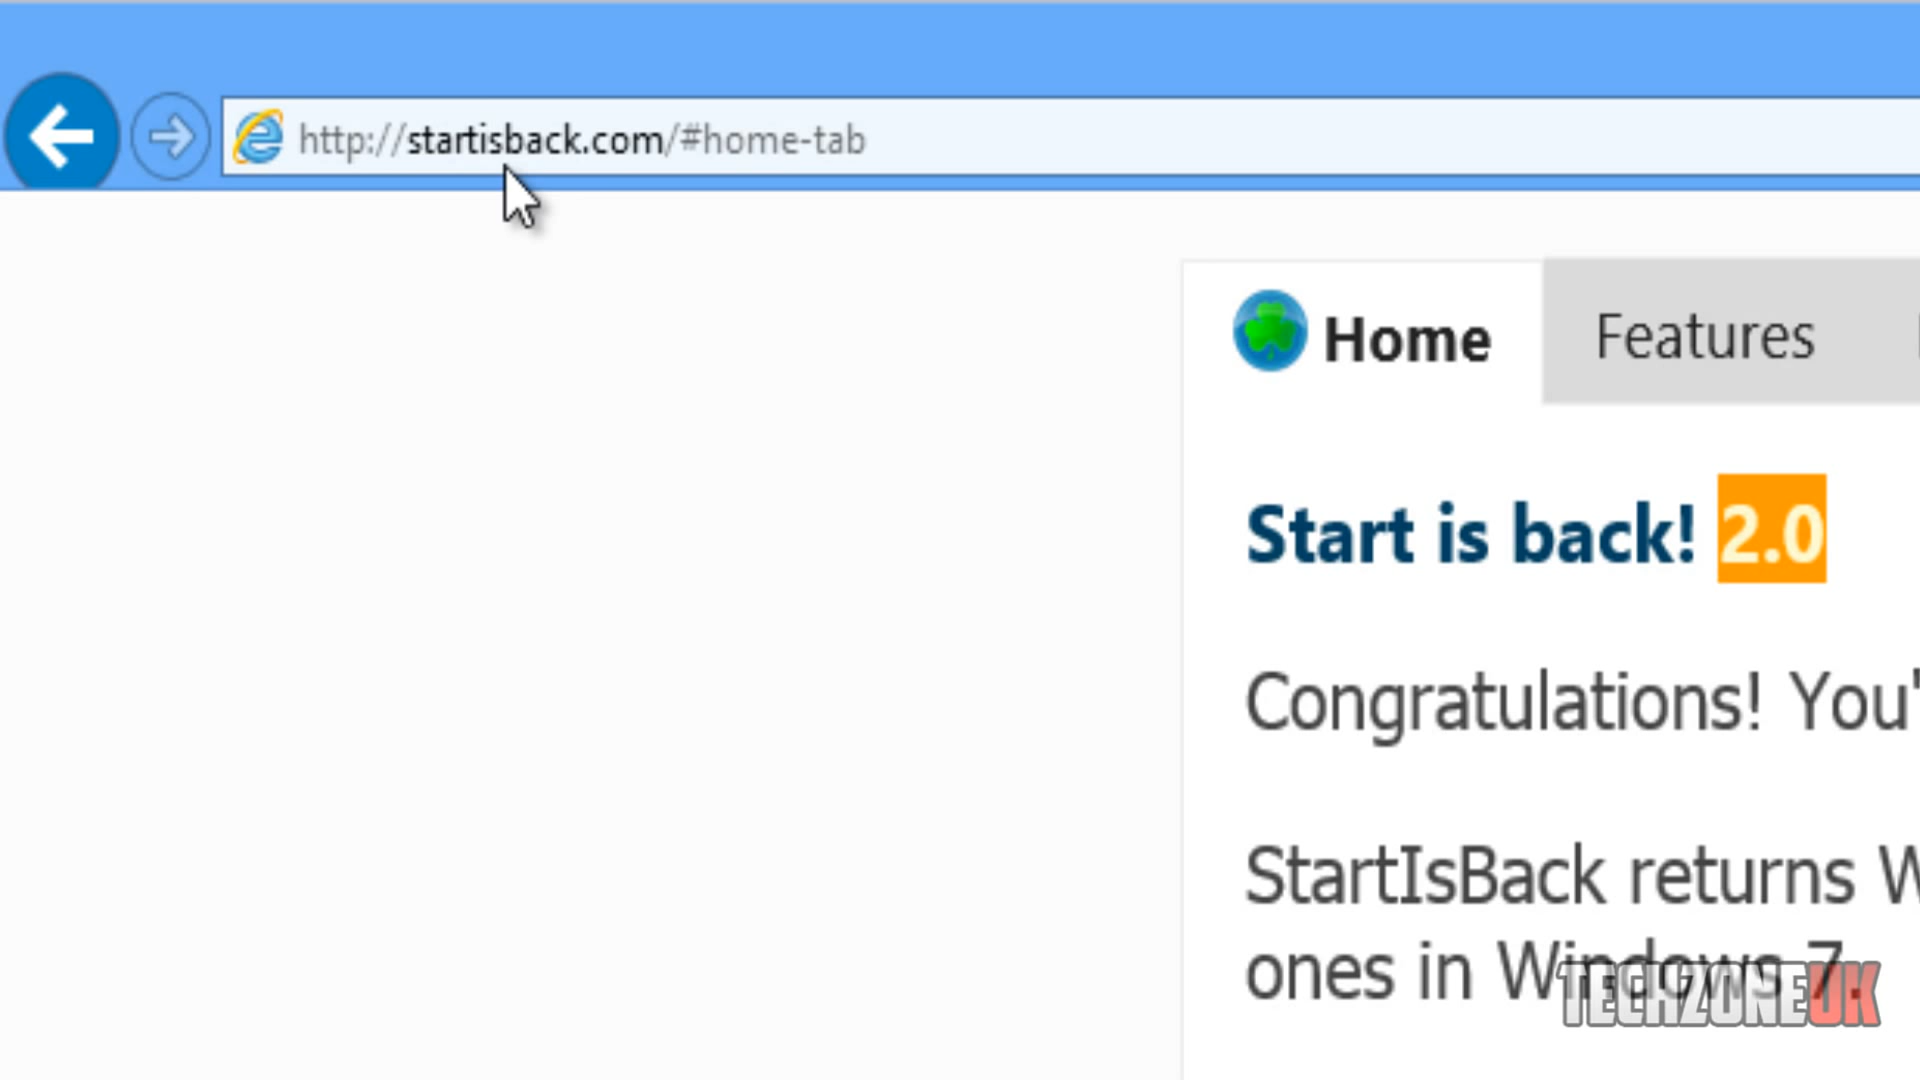 http://startisback.com/#home-tab
Home
Features
Start is back! 2.0
Congratulations! You'
StartIsBack returns W
ones in Windows 7.
TECHZONEUK